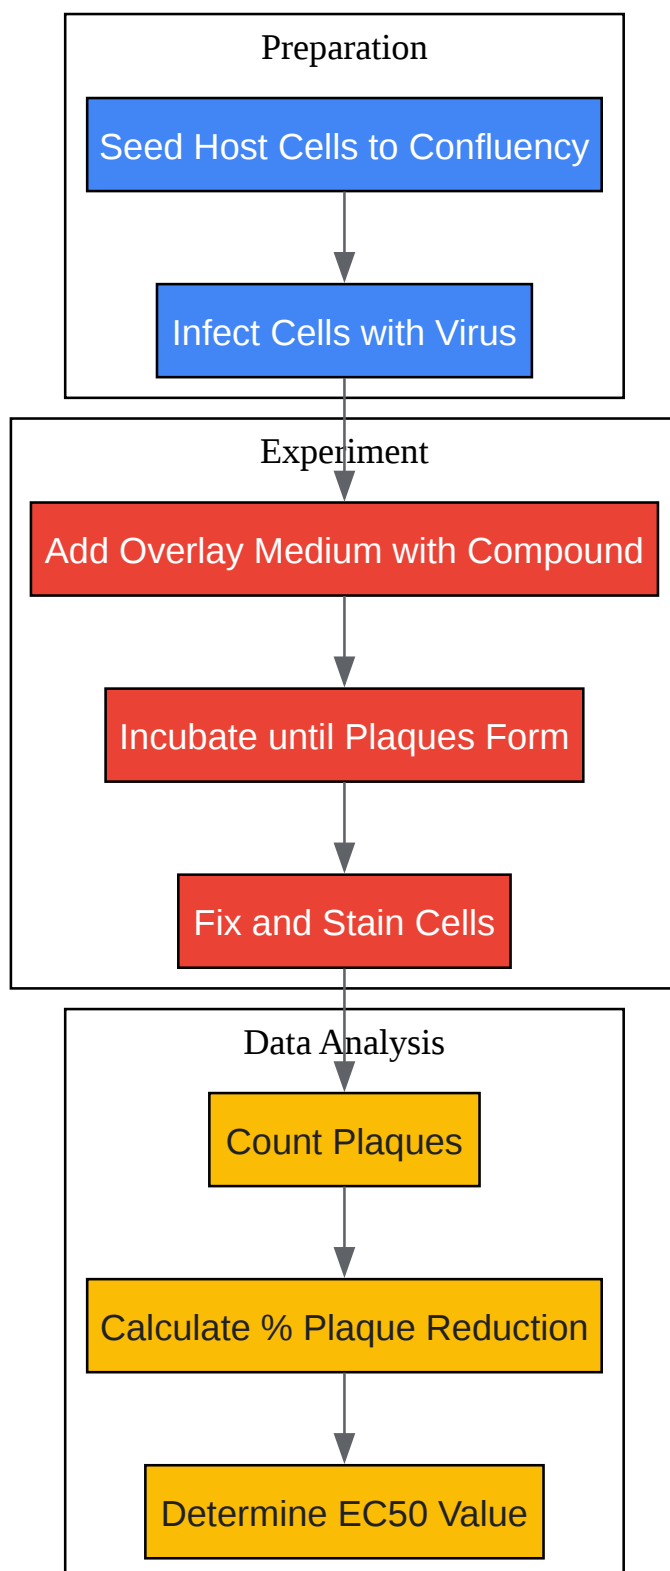 Preparation
Seed Host Cells to Confluency
Infect Cells with Virus
Experiment
Add Overlay Medium with Compound
Incubate until Plaques Form
Fix and Stain Cells
Data Analysis
Count Plaques
Calculate % Plaque Reduction
Determine EC50 Value